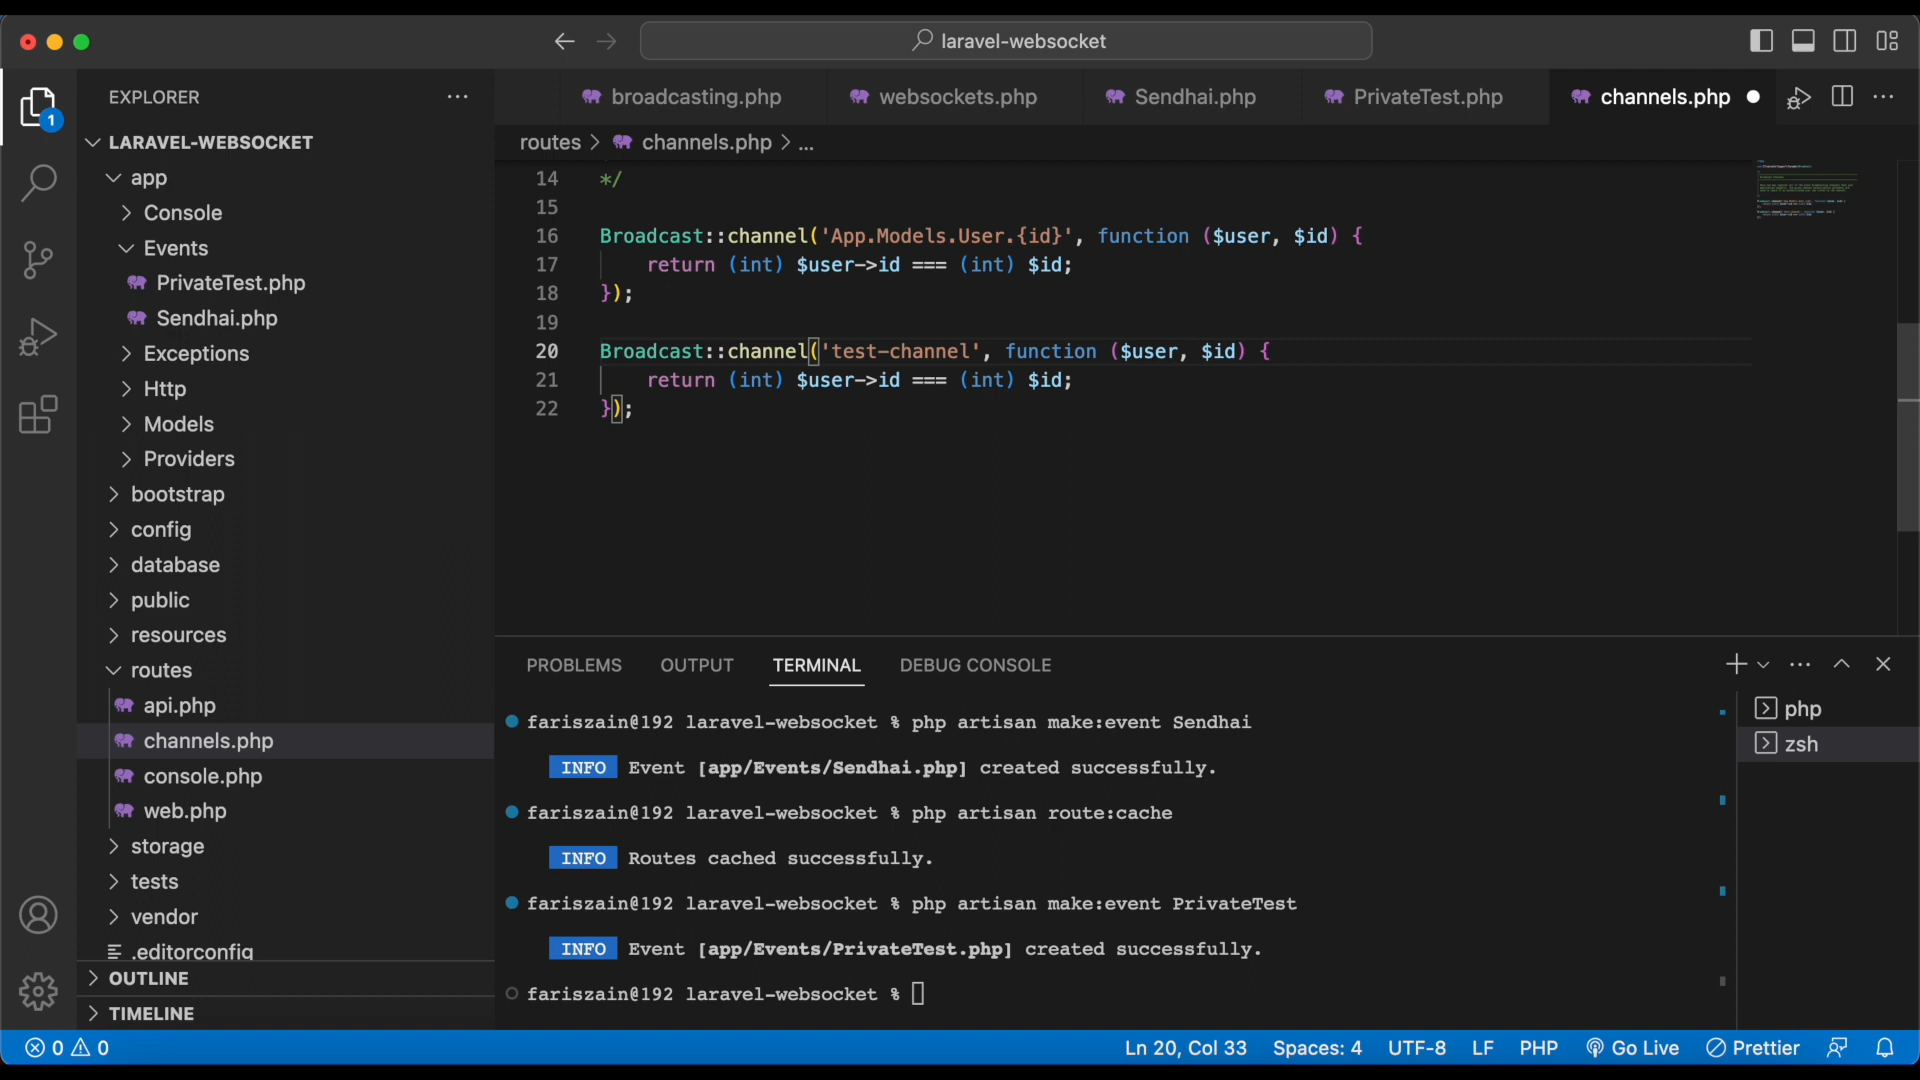 laravel-websocket
EXPLORER
1
LARAVEL-WEBSOCKET
app
Console
Events
PrivateTest.php
Sendhai.php
Exceptions
Http
Models
Providers
bootstrap
config
database
public
resources
routes
api.php
channels.php
console.php
web.php
storage
tests
vendor
.editorconfig
OUTLINE
TIMELINE
broadcasting.php websockets.php Sendhai.php PrivateTest.php channels.php
routes > channels.php > ...
14 */
15
16 Broadcast::channel('App.Models.User.{id}', function ($user, $id) {
17 return (int) $user->id === (int) $id;
18 });
19
20 Broadcast::channel('test-channel', function ($user, $id) {
21 return (int) $user->id === (int) $id;
22 });
PROBLEMS OUTPUT TERMINAL DEBUG CONSOLE
fariszain@192 laravel-websocket % php artisan make:event Sendhai
INFO Event [app/Events/Sendhai.php] created successfully.
fariszain@192 laravel-websocket % php artisan route:cache
INFO Routes cached successfully.
fariszain@192 laravel-websocket % php artisan make:event PrivateTest
INFO Event [app/Events/PrivateTest.php] created successfully.
fariszain@192 laravel-websocket %
php
zsh
0 0 Ln 20, Col 33 Spaces: 4 UTF-8 LF PHP Go Live Prettier